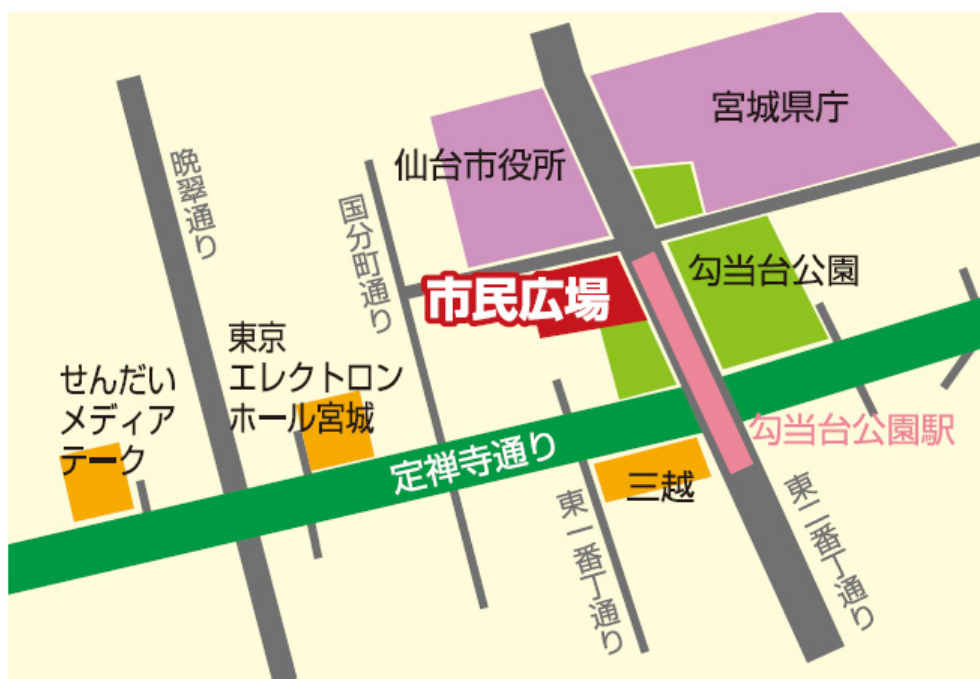 宮城県庁
仙台市役所
晩翠通り
国分町通り
勾当台公園
市民広場
東京
エレクトロン
ホール宮城
せんだい
メディア
テーク
勾当台公園駅
定禅寺通り
三越
東一番丁通り
東二番丁通り